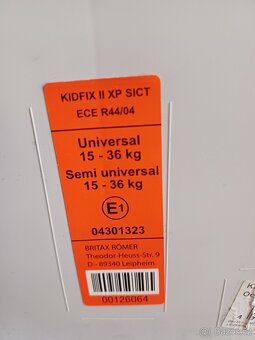 KIDFIX II XP SICT
ECE R44/04
Universal
15 - 36 kg
Semi universal
15 - 36 kg
E1
04301323
BRITAX RÖMER
Theodor-Heuss-Str. 9
D - 89340 Leipheim
00126064